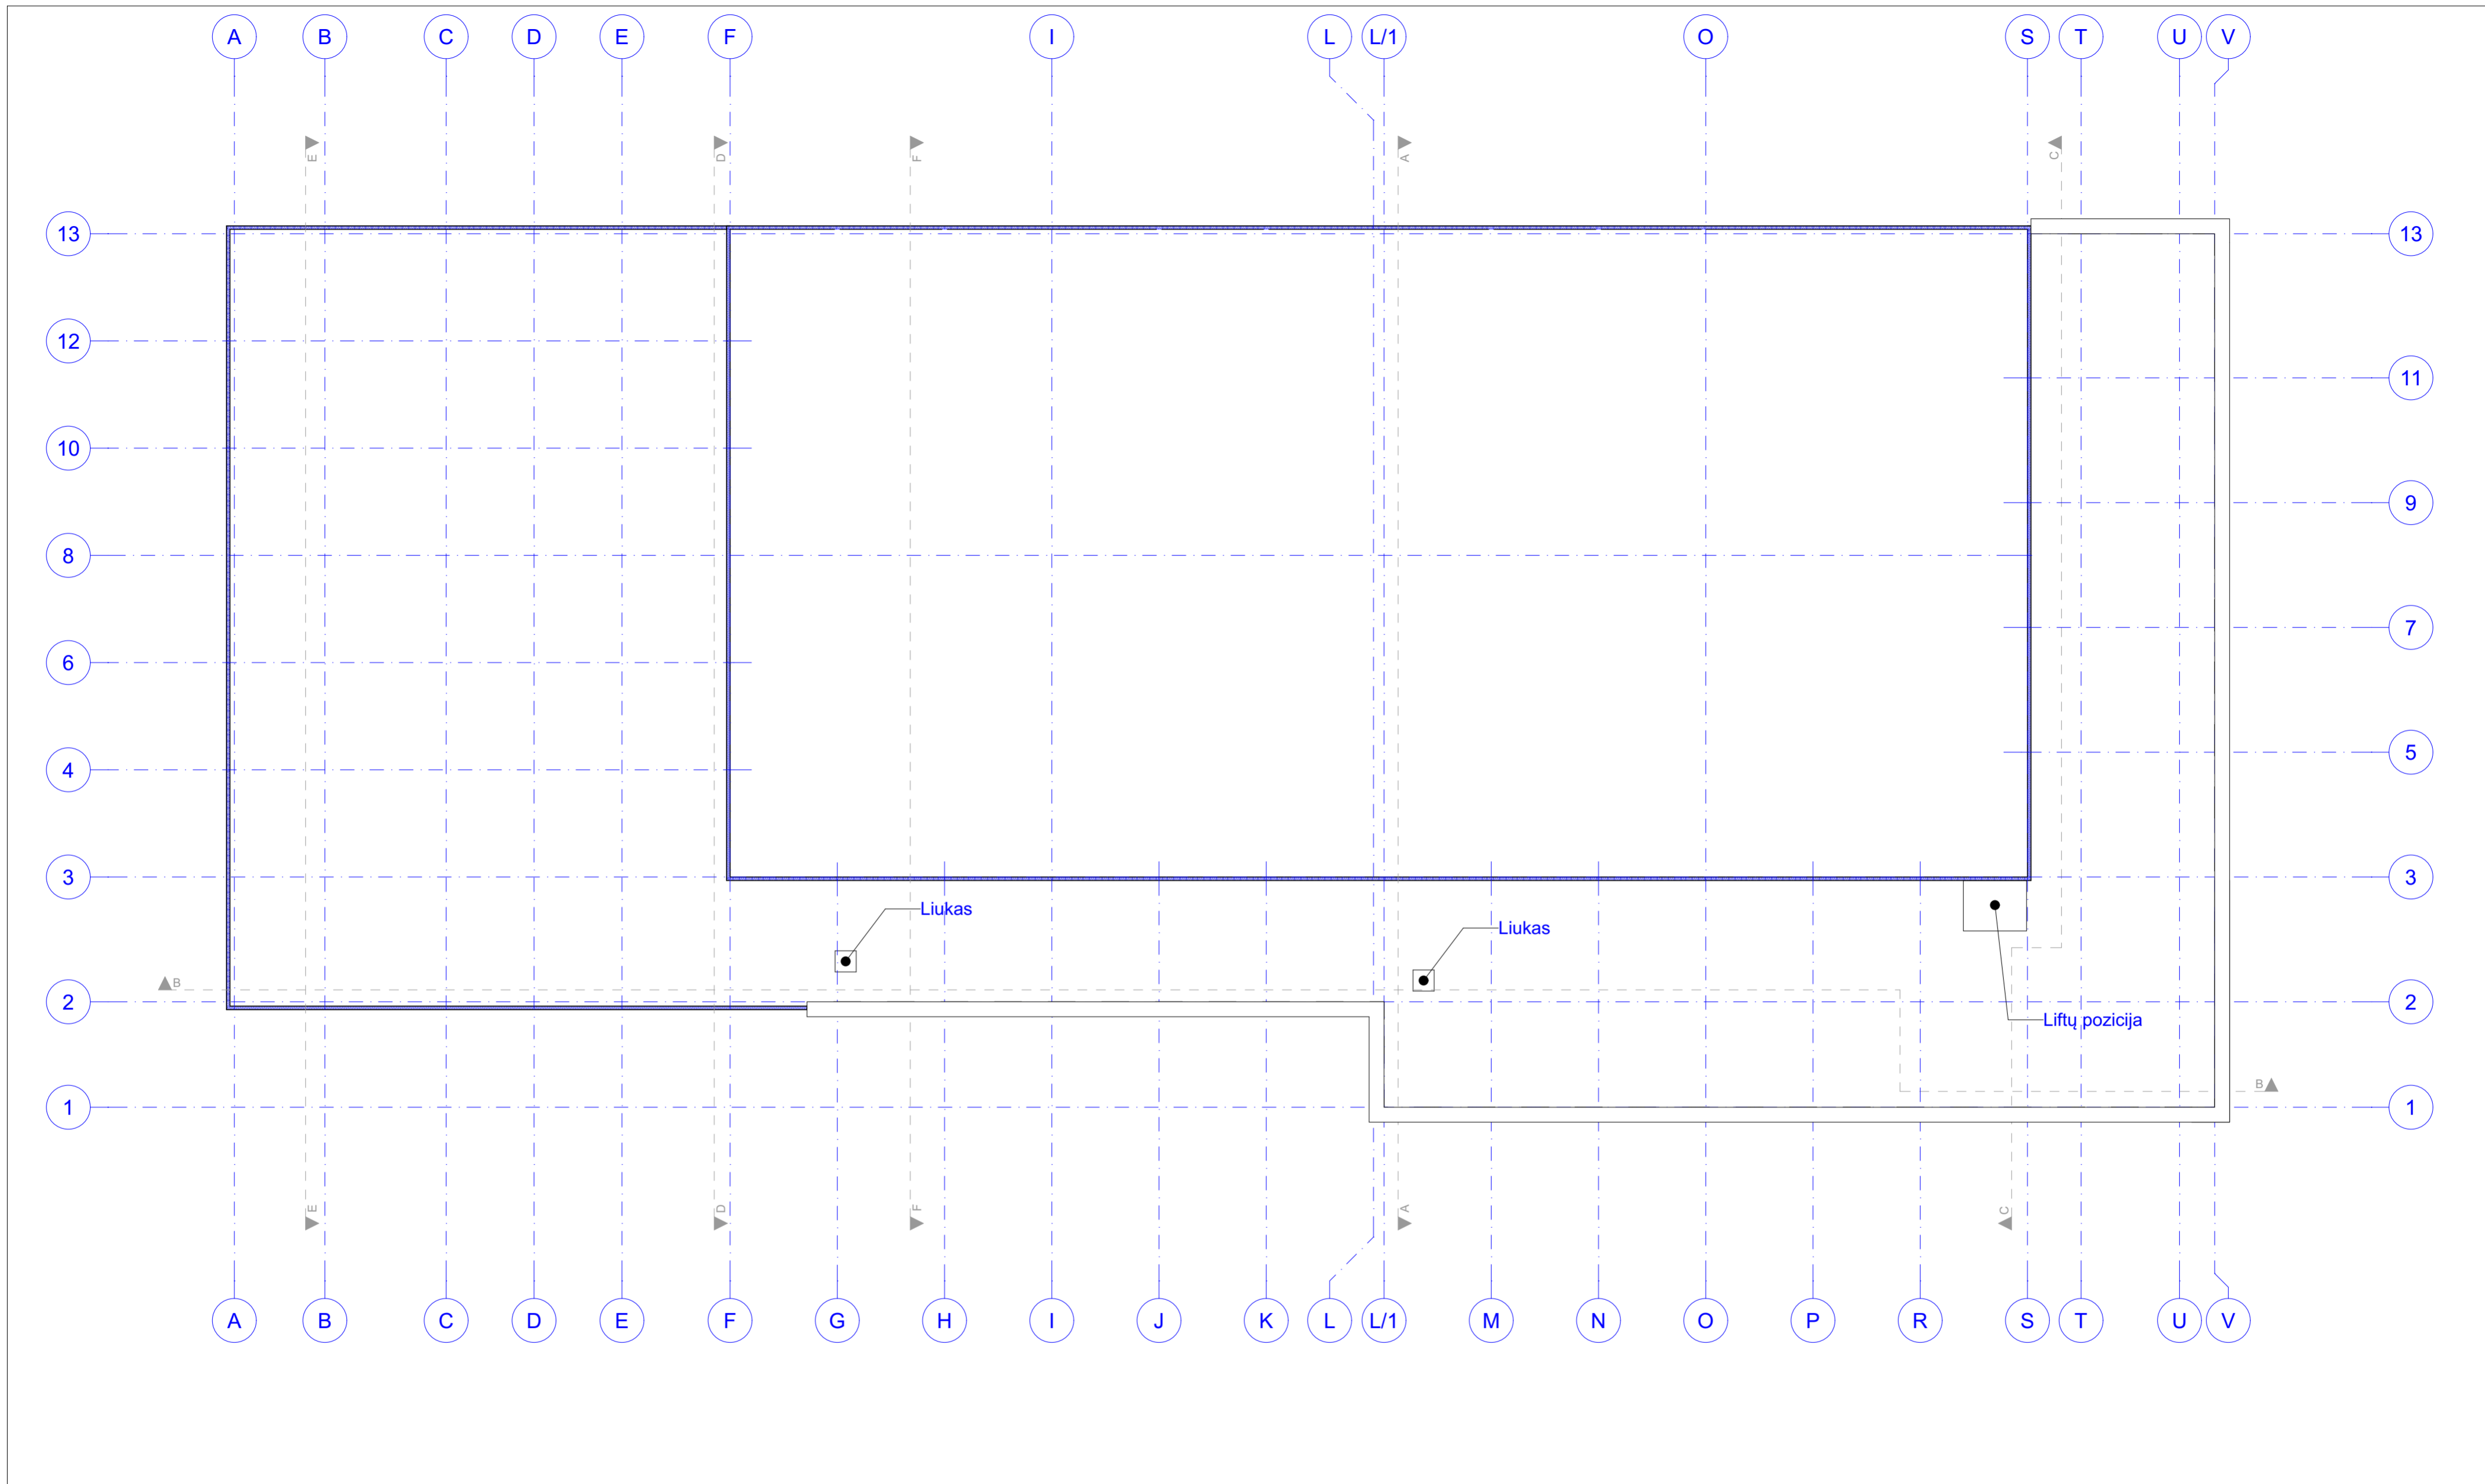 A B C D E F I L L/1 O S T U V
E D F A C
13 13
12
11
10
9
8
7
6
5
4
3 3
Liukas
Liukas
B
2 2
Liftų pozicija
B
1 1
E D F A C
A B C D E F G H I J K L L/1 M N O P R S T U V